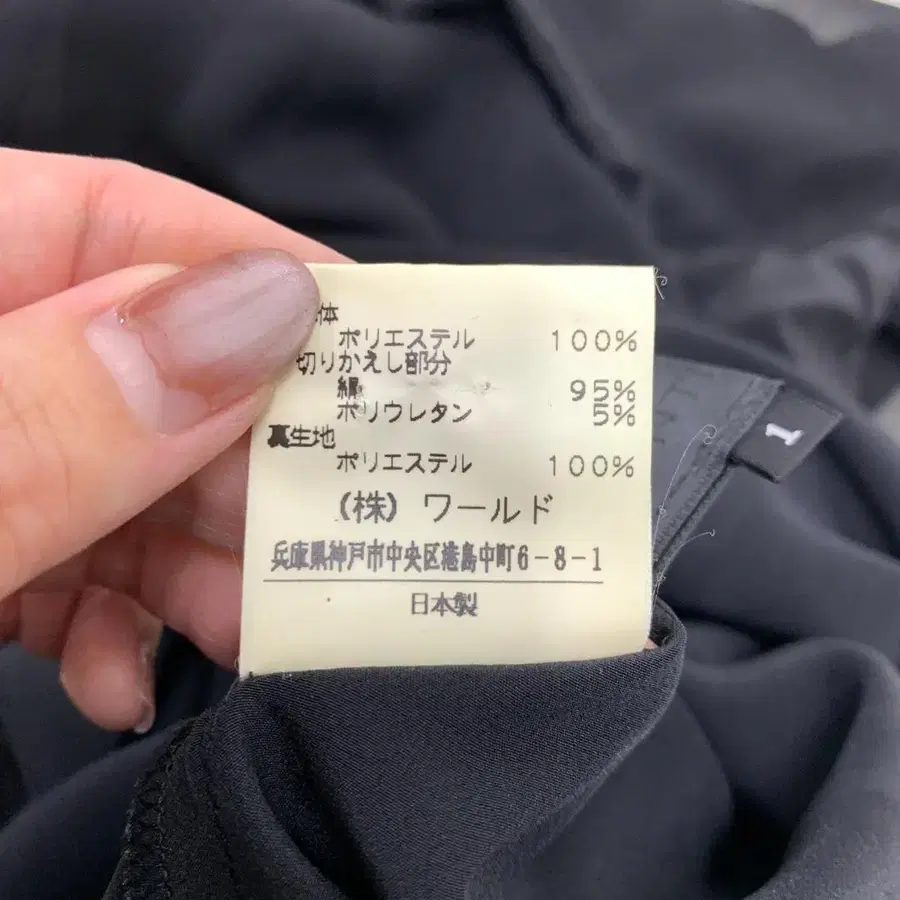 体
ポリエステル 100%
切りかえし部分
95%
ポリウレタン 5%
裏生地
ポリエステル 100%
(株) ワールド
兵庫県神戸市中央区港島中町6-8-1
日本製
1